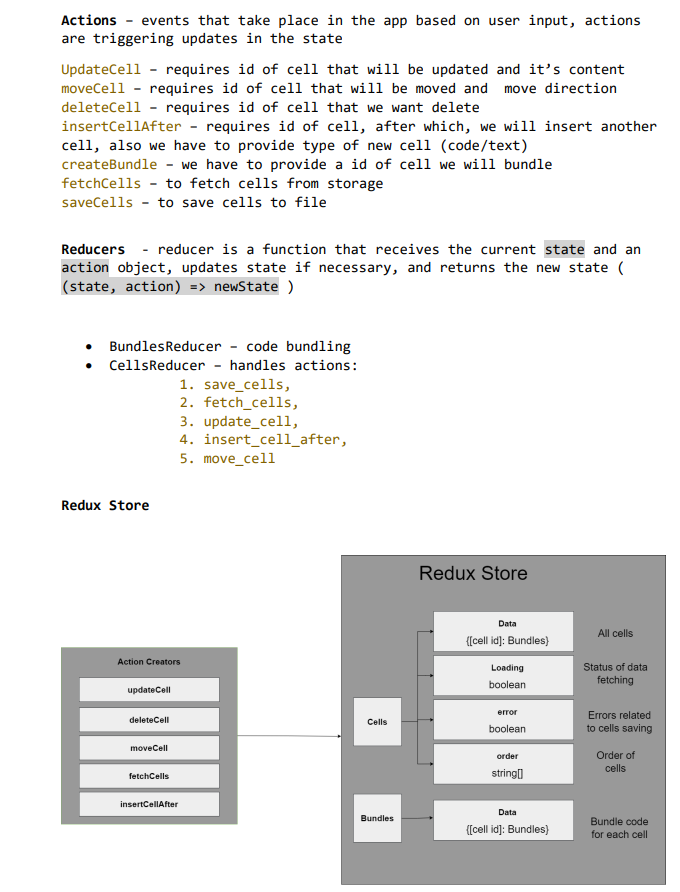 Actions – events that take place in the app based on user input, actions
are triggering updates in the state
UpdateCell – requires id of cell that will be updated and it’s content
moveCell – requires id of cell that will be moved and  move direction
deleteCell – requires id of cell that we want delete
insertCellAfter – requires id of cell, after which, we will insert another
cell, also we have to provide type of new cell (code/text)
createBundle – we have to provide a id of cell we will bundle
fetchCells – to fetch cells from storage
saveCells – to save cells to file
Reducers  - reducer is a function that receives the current state and an
action object, updates state if necessary, and returns the new state (
(state, action) => newState )
• BundlesReducer – code bundling
• CellsReducer – handles actions:
1. save_cells,
2. fetch_cells,
3. update_cell,
4. insert_cell_after,
5. move_cell
Redux Store
Action Creators
updateCell
deleteCell
moveCell
fetchCells
insertCellAfter
Redux Store
Cells
Data
{[cell id]: Bundles}
All cells
Loading
boolean
Status of data
fetching
error
boolean
Errors related
to cells saving
order
string[]
Order of
cells
Bundles
Data
{[cell id]: Bundles}
Bundle code
for each cell